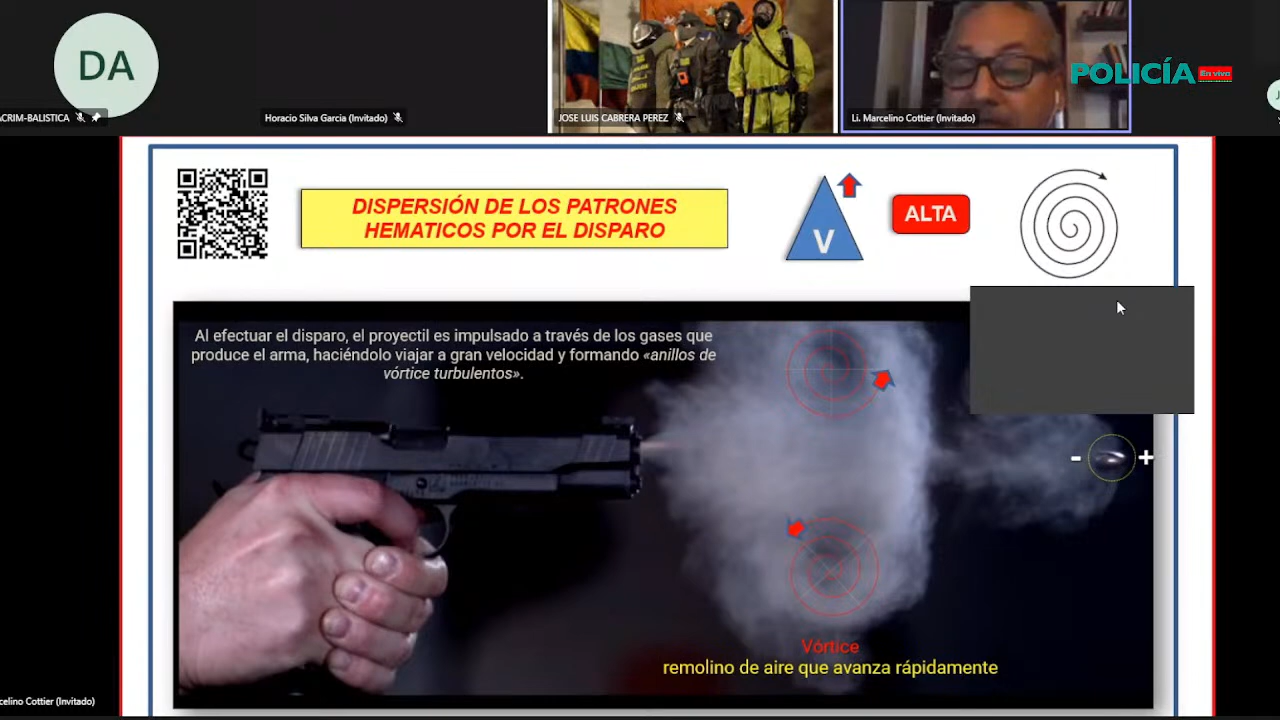 DA
ACRIM-BALISTICA
Horacio Silva Garcia (Invitado)
JOSE LUIS CABRERA PEREZ
Li. Marcelino Cottier (Invitado)
POLICÍA En vivo
J
DISPERSIÓN DE LOS PATRONES
HEMATICOS POR EL DISPARO
V
ALTA
Al efectuar el disparo, el proyectil es impulsado a través de los gases que
produce el arma, haciéndolo viajar a gran velocidad y formando «anillos de
vórtice turbulentos».
- +
Vórtice
remolino de aire que avanza rápidamente
celino Cottier (Invitado)